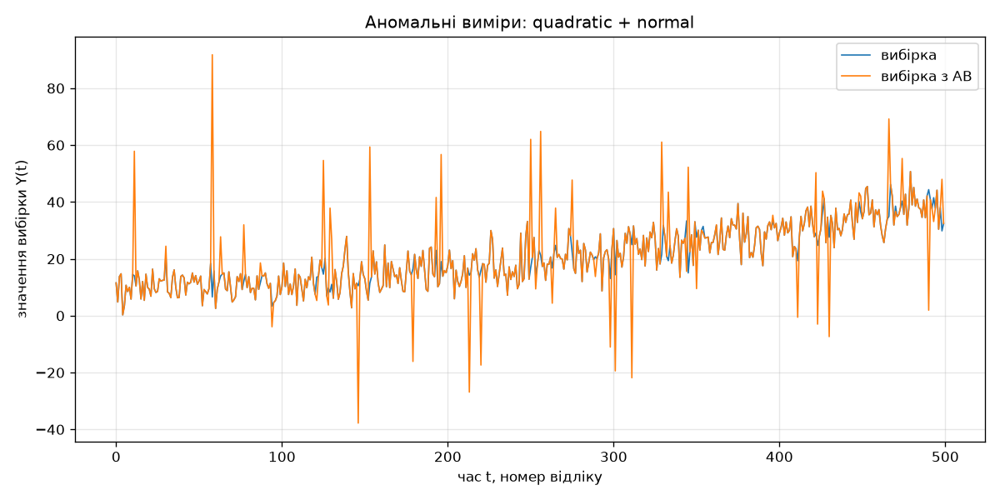 Аномальні виміри: quadratic + normal
вибірка
вибірка з АВ
значення вибірки Y(t)
80
60
40
20
0
−20
−40
0
100
200
300
400
500
час t, номер відліку